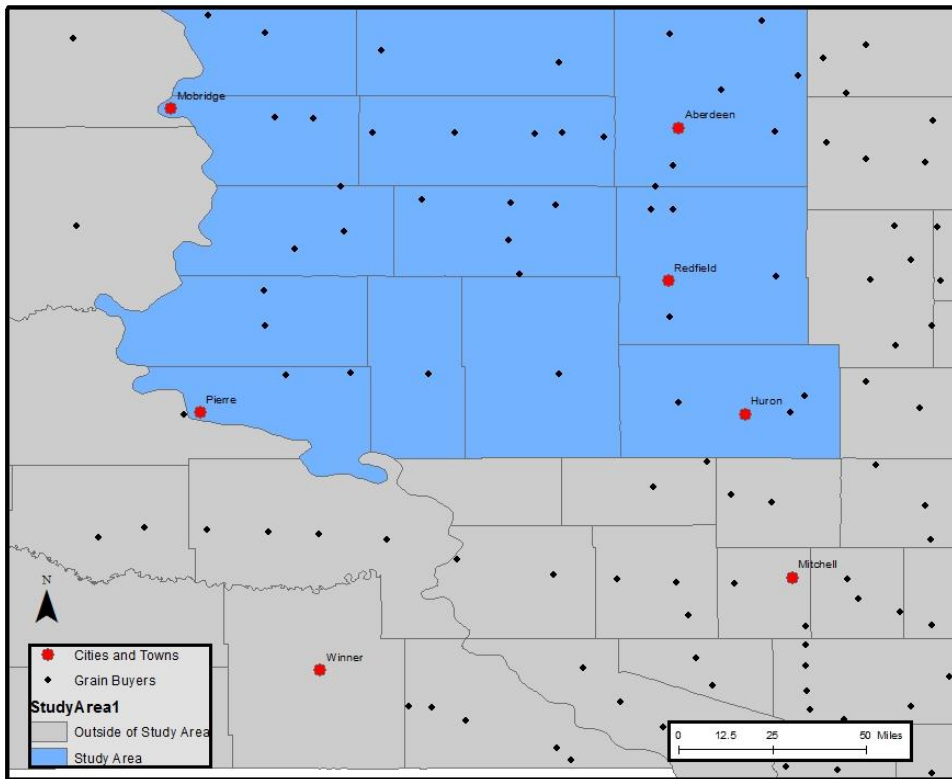 Mobridge
Aberdeen
Redfield
Pierre
Huron
Mitchell
Winner
N
Cities and Towns
Grain Buyers
StudyArea1
Outside of Study Area
Study Area
0 12.5 25 50 Miles